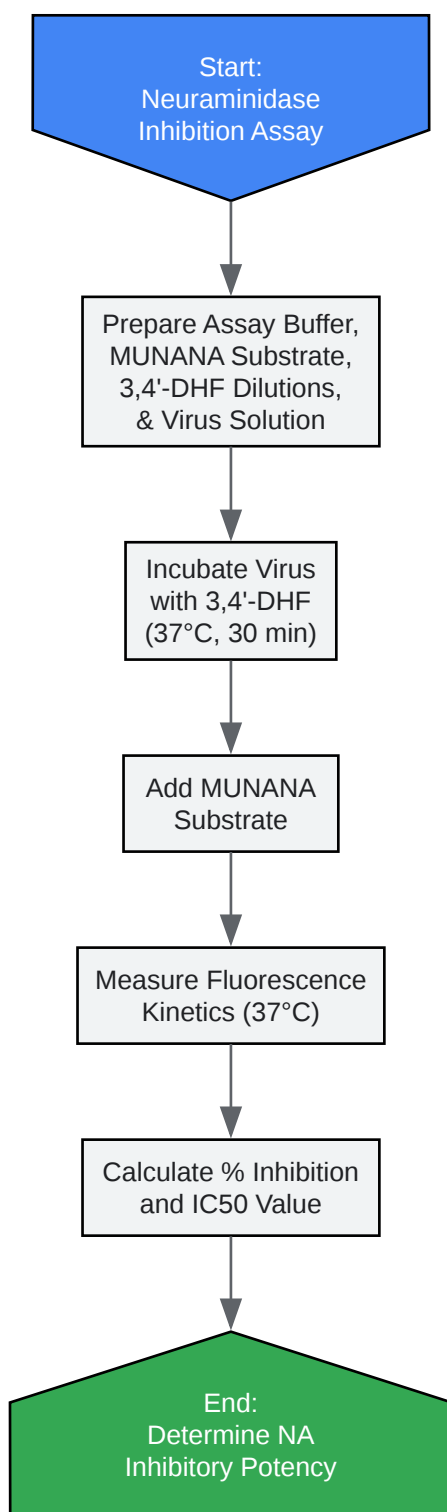 Start:
Neuraminidase
Inhibition Assay
Prepare Assay Buffer,
MUNANA Substrate,
3,4'-DHF Dilutions,
& Virus Solution
Incubate Virus
with 3,4'-DHF
(37°C, 30 min)
Add MUNANA
Substrate
Measure Fluorescence
Kinetics (37°C)
Calculate % Inhibition
and IC50 Value
End:
Determine NA
Inhibitory Potency